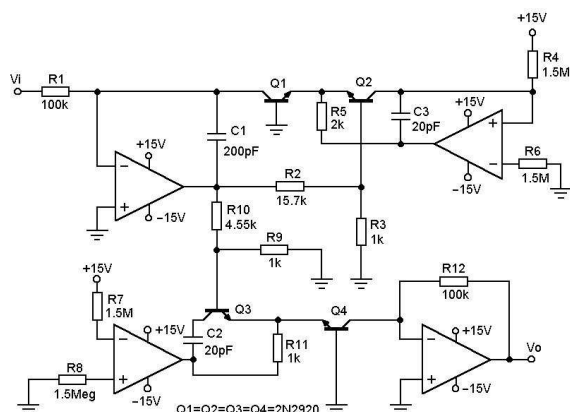 +15V
R4
1.5M
Vi
R1
100k
Q1
Q2
R5
2k
C3
20pF
+15V
+
−
−15V
R6
1.5M
C1
200pF
+15V
−
+
−15V
R2
15.7k
R10
4.55k
R9
1k
R3
1k
+15V
R7
1.5M
Q3
Q4
R12
100k
C2
20pF
R11
1k
+15V
−
+
−15V
R8
1.5Meg
+15V
−
+
−15V
Vo
Q1=Q2=Q3=Q4=2N2920